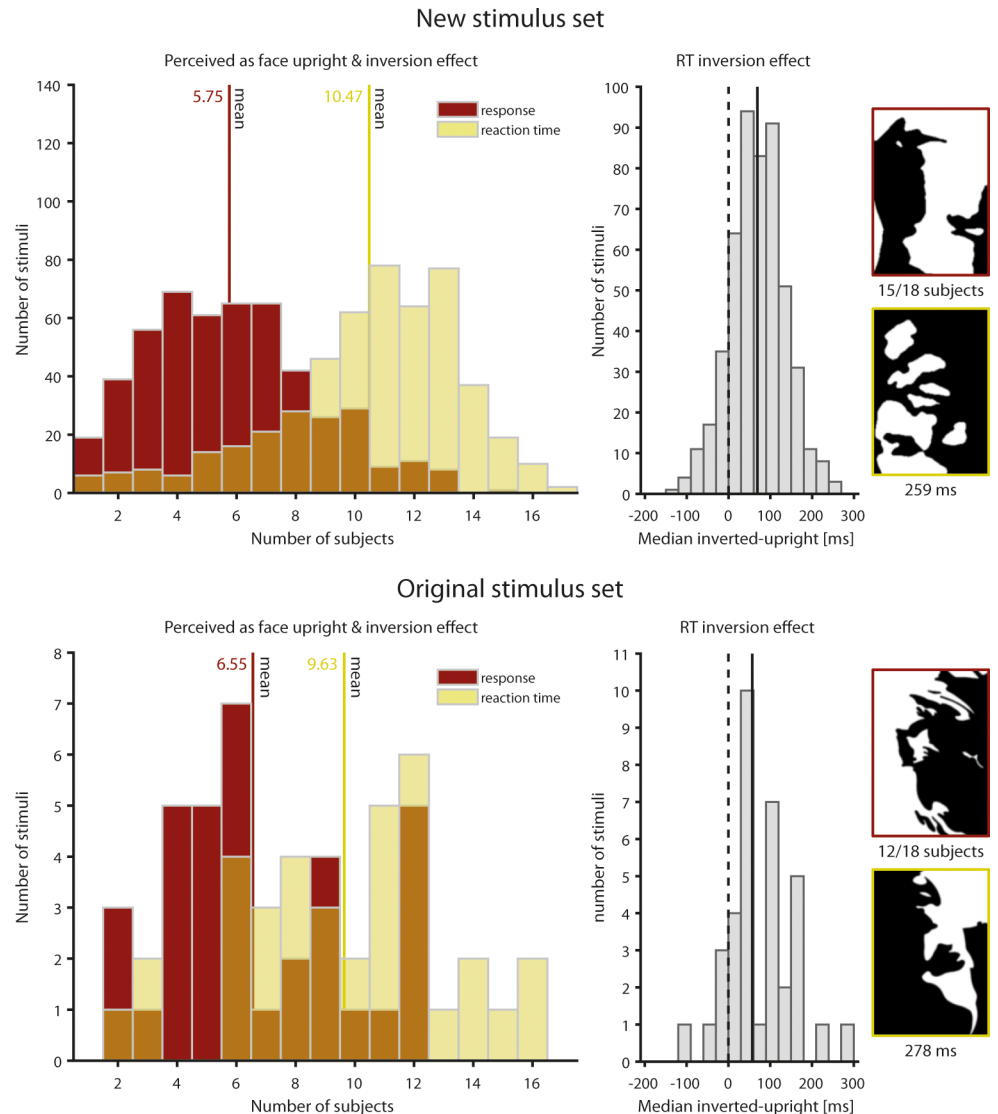 New stimulus set
Perceived as face upright & inversion effect
RT inversion effect
140
120
100
80
60
40
20
0
Number of stimuli
5.75
mean
10.47
mean
response
reaction time
2
4
6
8
10
12
14
16
Number of subjects
100
90
80
70
60
50
40
30
20
10
0
Number of stimuli
-200
-100
0
100
200
300
Median inverted-upright [ms]
15/18 subjects
259 ms
Original stimulus set
Perceived as face upright & inversion effect
RT inversion effect
8
7
6
5
4
3
2
1
0
Number of stimuli
6.55
mean
9.63
mean
response
reaction time
2
4
6
8
10
12
14
16
Number of subjects
11
10
9
8
7
6
5
4
3
2
1
0
number of stimuli
-200
-100
0
100
200
300
Median inverted-upright [ms]
12/18 subjects
278 ms